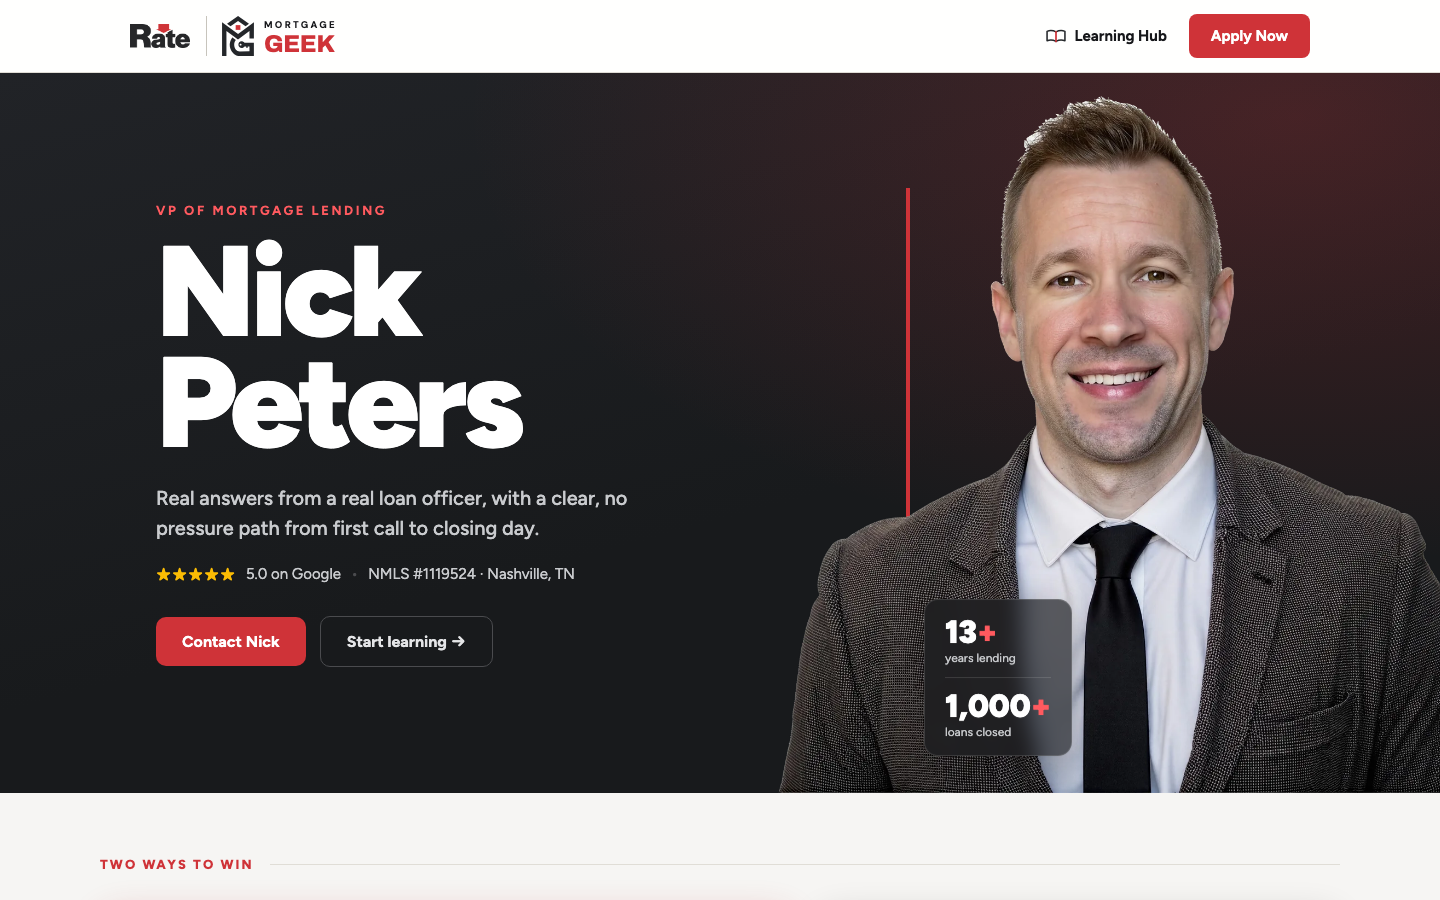 Rate
MORTGAGE
GEEK
Learning Hub
Apply Now
VP OF MORTGAGE LENDING
Nick
Peters
Real answers from a real loan officer, with a clear, no
pressure path from first call to closing day.
5.0 on Google • NMLS #1119524 · Nashville, TN
Contact Nick
Start learning →
13+
years lending
1,000+
loans closed
TWO WAYS TO WIN